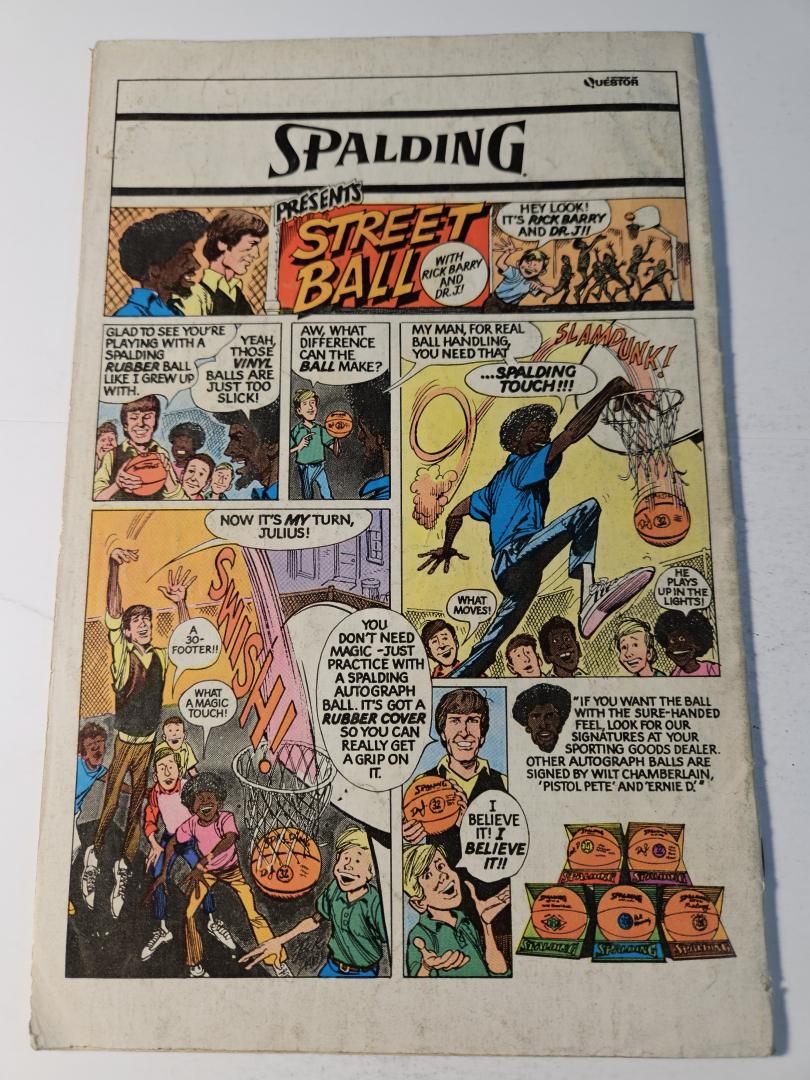 QUESTOR
SPALDING
PRESENTS
STREET
BALL
WITH
RICK BARRY
AND
DR. J!
HEY LOOK!
IT'S RICK BARRY
AND DR. J!!
GLAD TO SEE YOU'RE
PLAYING WITH A
SPALDING
RUBBER BALL
LIKE I GREW UP
WITH.
YEAH,
THOSE
VINYL
BALLS ARE
JUST TOO
SLICK!
AW, WHAT
DIFFERENCE
CAN THE
BALL MAKE?
MY MAN, FOR REAL
BALL HANDLING,
YOU NEED THAT
...SPALDING
TOUCH!!!
SLAMDUNK!
WHAT
MOVES!
HE
PLAYS
UP IN THE
LIGHTS!
NOW IT'S MY TURN,
JULIUS!
A
30-
FOOTER!!
WHAT
A MAGIC
TOUCH!
SWISH!
YOU
DON'T NEED
MAGIC - JUST
PRACTICE WITH
A SPALDING
AUTOGRAPH
BALL. IT'S GOT A
RUBBER COVER
SO YOU CAN
REALLY GET
A GRIP ON
IT.
SPALDING
DrJ 32
SPALDING
DrJ 32
I
BELIEVE
IT! I
BELIEVE
IT!!
"IF YOU WANT THE BALL
WITH THE SURE-HANDED
FEEL, LOOK FOR OUR
SIGNATURES AT YOUR
SPORTING GOODS DEALER.
OTHER AUTOGRAPH BALLS ARE
SIGNED BY WILT CHAMBERLAIN,
'PISTOL PETE' AND 'ERNIE D.'"
SPALDING
SPALDING
SPALDING
SPALDING
SPALDING